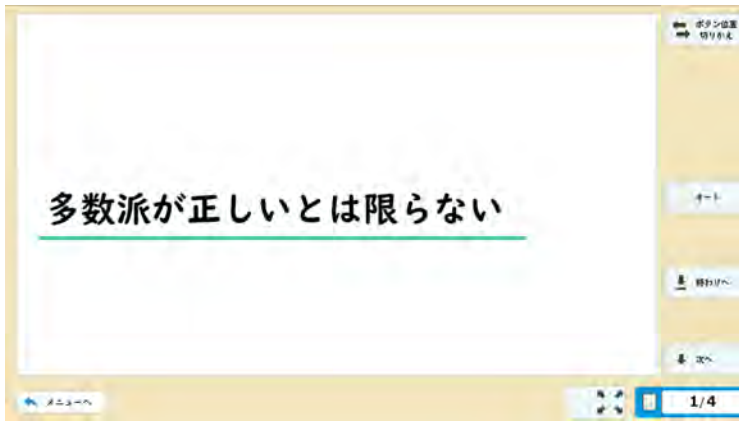 ボタン位置
切りかえ
多数派が正しいとは限らない
オート
終わりへ
次へ
メニューへ
1/4